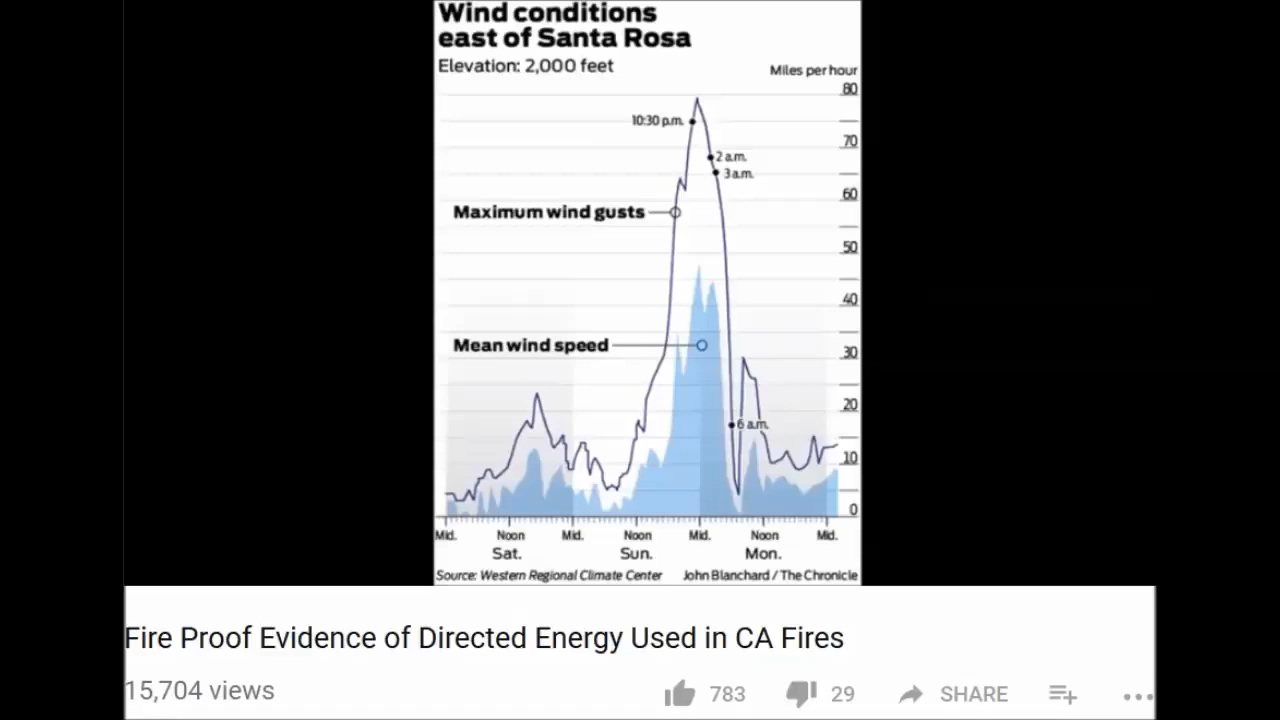 Wind conditions
east of Santa Rosa
Elevation: 2,000 feet
Miles per hour
80
10:30 p.m.
70
2 a.m.
3 a.m.
60
Maximum wind gusts
50
40
Mean wind speed
30
20
6 a.m.
10
0
Mid. Noon Mid. Noon Mid. Noon Mid.
Sat. Sun. Mon.
Source: Western Regional Climate Center John Blanchard / The Chronicle
Fire Proof Evidence of Directed Energy Used in CA Fires
15,704 views 783 29 SHARE